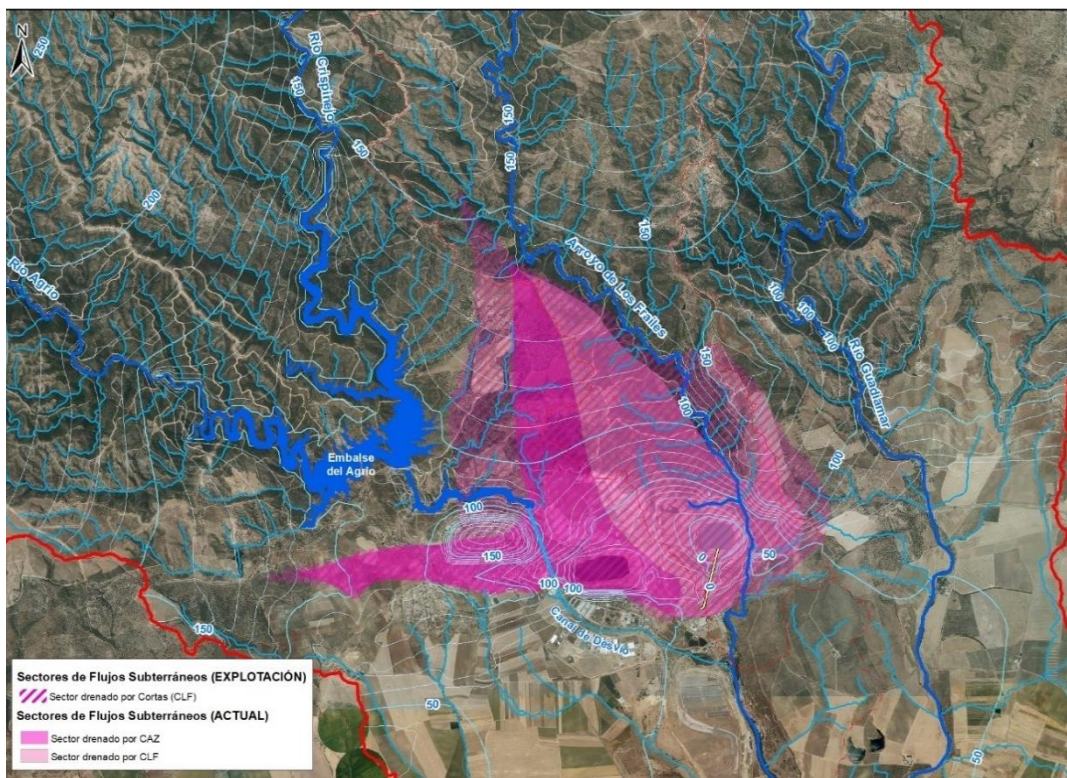 N
250
Río Crispinejo
150
150
150
150
200
150
Arroyo de Los Frailes
Río Agrio
100
100
100
Río Guadiamar
150
100
Embalse
del Agrio
100
100
150
0
0
50
100
100
Canal de Desvío
150
50
50
Sectores de Flujos Subterráneos (EXPLOTACIÓN)
Sector drenado por Cortas (CLF)
Sectores de Flujos Subterráneos (ACTUAL)
Sector drenado por CAZ
Sector drenado por CLF